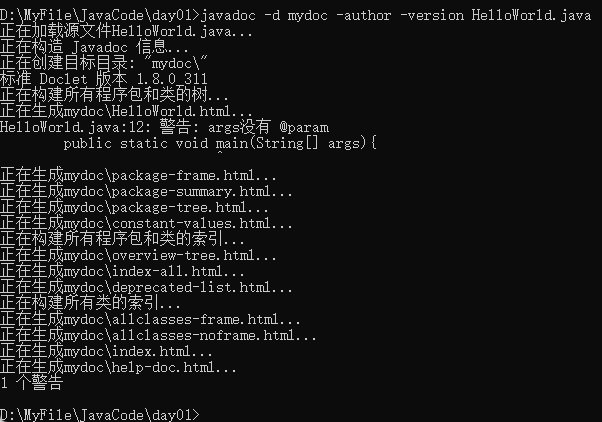 D:\MyFile\JavaCode\day01>javadoc -d mydoc -author -version HelloWorld.java
正在加载源文件HelloWorld.java...
正在构造 Javadoc 信息...
正在创建目标目录: "mydoc\"
标准 Doclet 版本 1.8.0_311
正在构建所有程序包和类的树...
正在生成mydoc\HelloWorld.html...
HelloWorld.java:12: 警告: args没有 @param
        public static void main(String[] args){
                           ^
正在生成mydoc\package-frame.html...
正在生成mydoc\package-summary.html...
正在生成mydoc\package-tree.html...
正在生成mydoc\constant-values.html...
正在构建所有程序包和类的索引...
正在生成mydoc\overview-tree.html...
正在生成mydoc\index-all.html...
正在生成mydoc\deprecated-list.html...
正在构建所有类的索引...
正在生成mydoc\allclasses-frame.html...
正在生成mydoc\allclasses-noframe.html...
正在生成mydoc\index.html...
正在生成mydoc\help-doc.html...
1 个警告
D:\MyFile\JavaCode\day01>